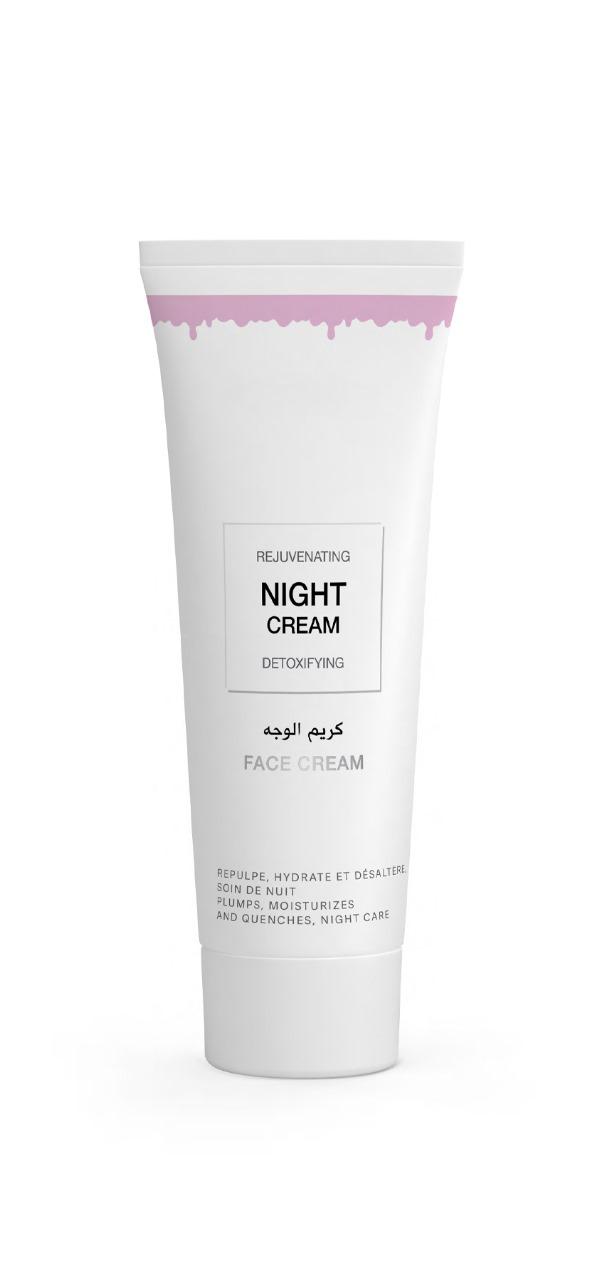 REJUVENATING
NIGHT
CREAM
DETOXIFYING
كريم الوجه
FACE CREAM
REPULPE, HYDRATE ET DÉSALTÈRE,
SOIN DE NUIT
PLUMPS, MOISTURIZES
AND QUENCHES, NIGHT CARE